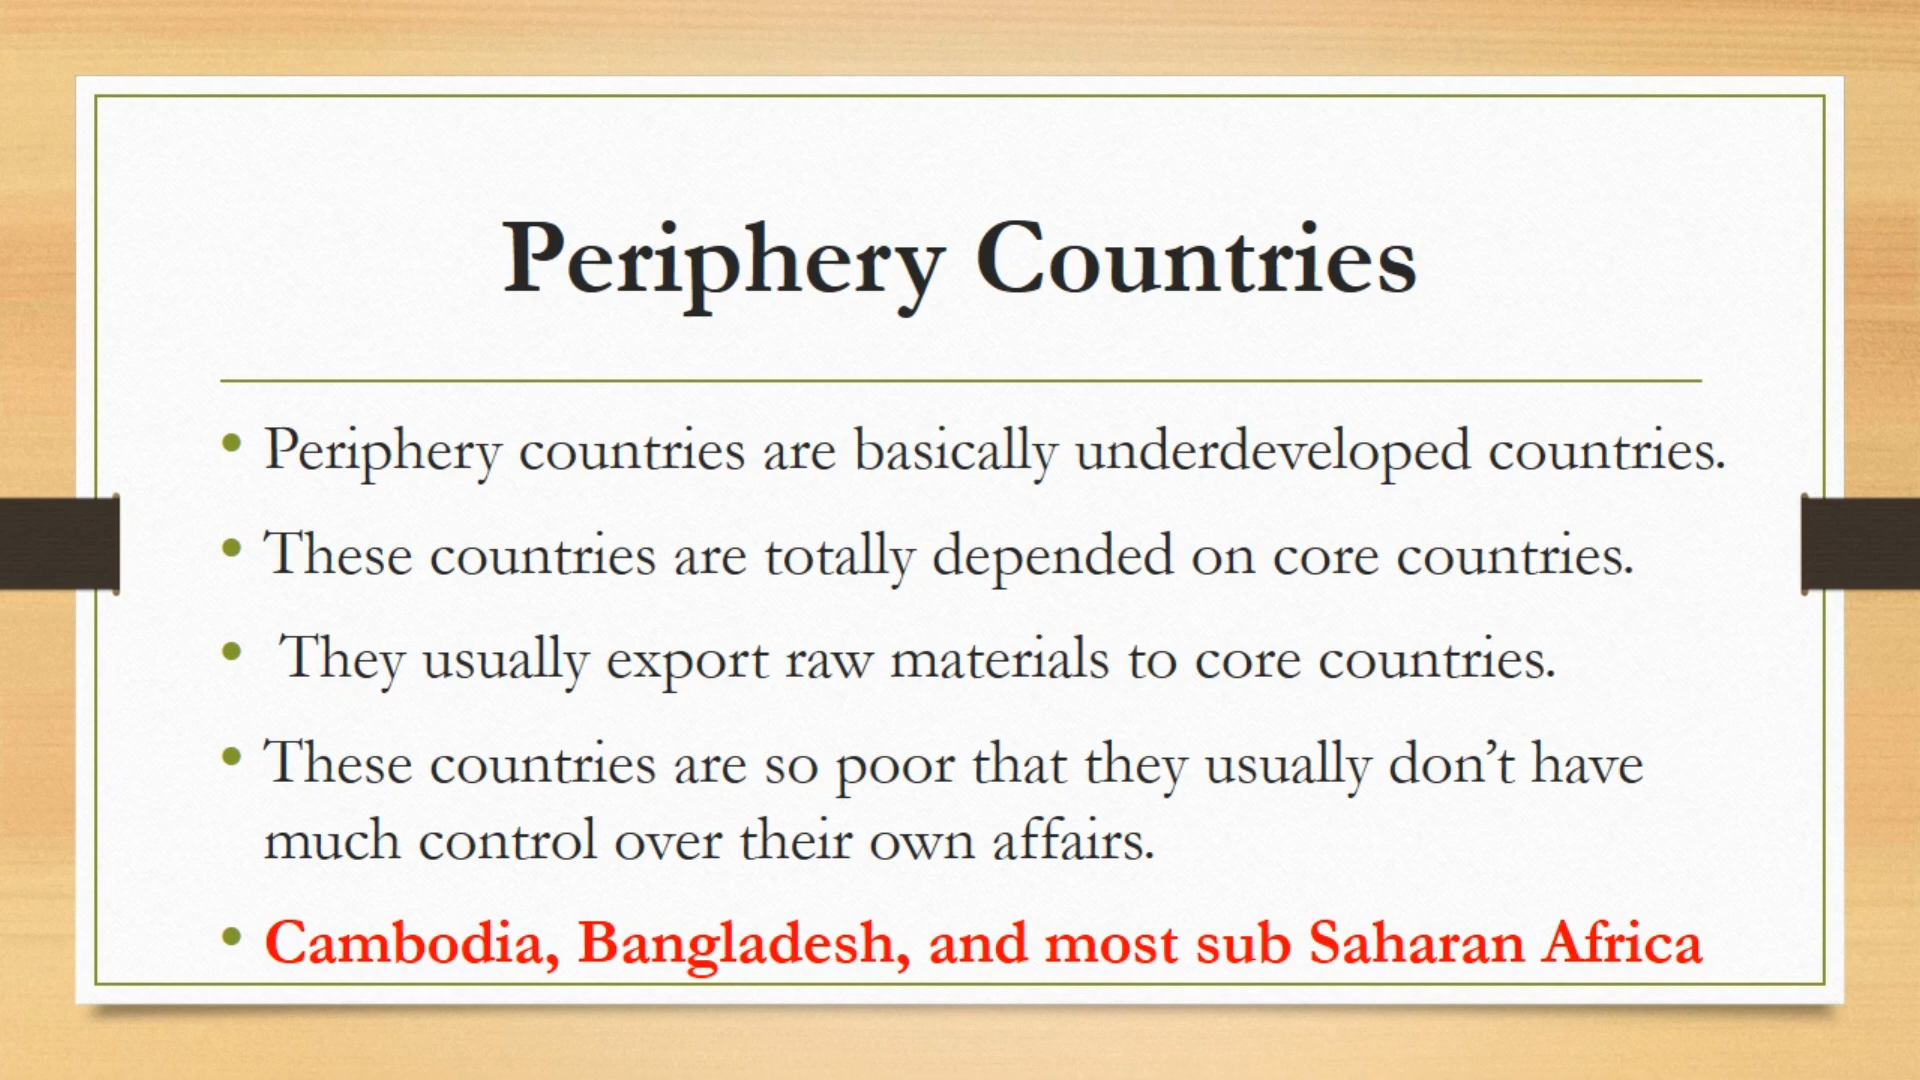 Periphery Countries
• Periphery countries are basically underdeveloped countries.
• These countries are totally depended on core countries.
• They usually export raw materials to core countries.
• These countries are so poor that they usually don’t have
much control over their own affairs.
• Cambodia, Bangladesh, and most sub Saharan Africa